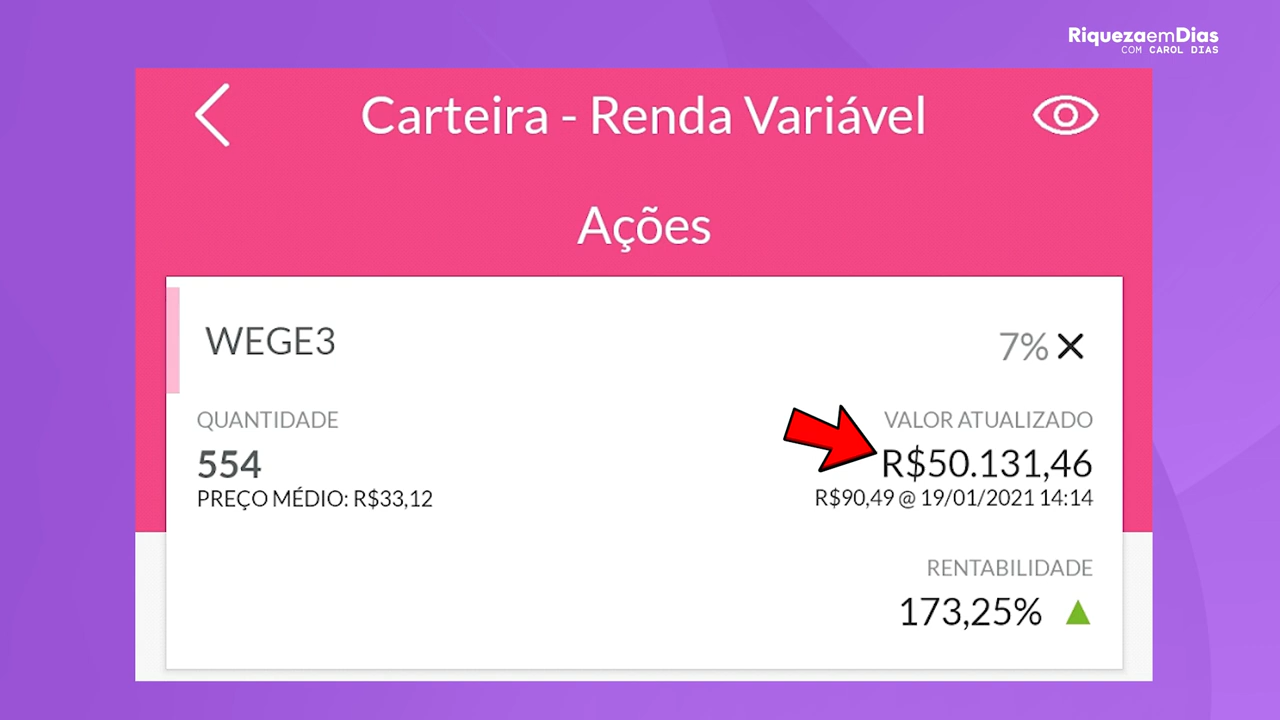 RiquezaemDias
COM CAROL DIAS
Carteira - Renda Variável
Ações
WEGE3
7%
QUANTIDADE
VALOR ATUALIZADO
554
R$50.131,46
PREÇO MÉDIO: R$33,12
R$90,49 @ 19/01/2021 14:14
RENTABILIDADE
173,25%